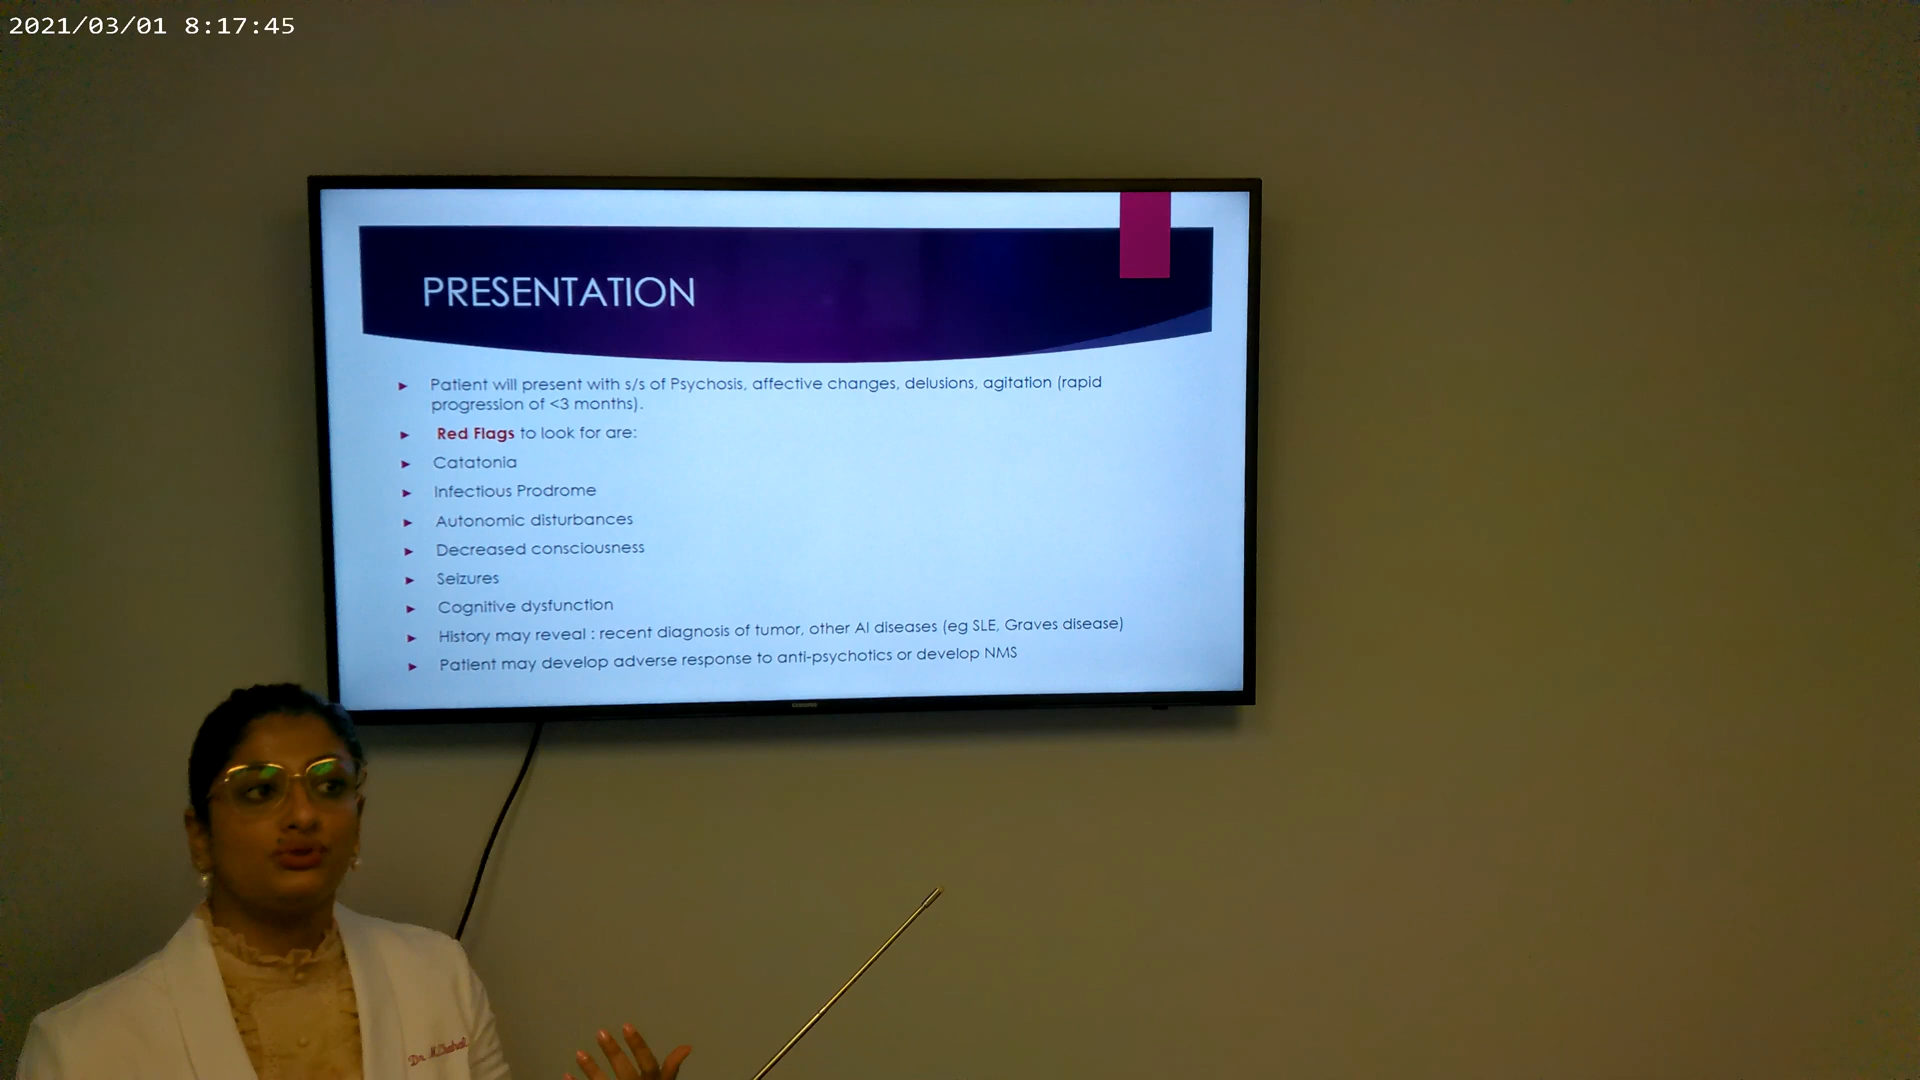 2021/03/01 8:17:45
PRESENTATION
► Patient will present with s/s of Psychosis, affective changes, delusions, agitation (rapid
progression of <3 months).
► Red Flags to look for are:
► Catatonia
► Infectious Prodrome
► Autonomic disturbances
► Decreased consciousness
► Seizures
► Cognitive dysfunction
► History may reveal : recent diagnosis of tumor, other AI diseases (eg SLE, Graves disease)
► Patient may develop adverse response to anti-psychotics or develop NMS
Dr. M.Chahal